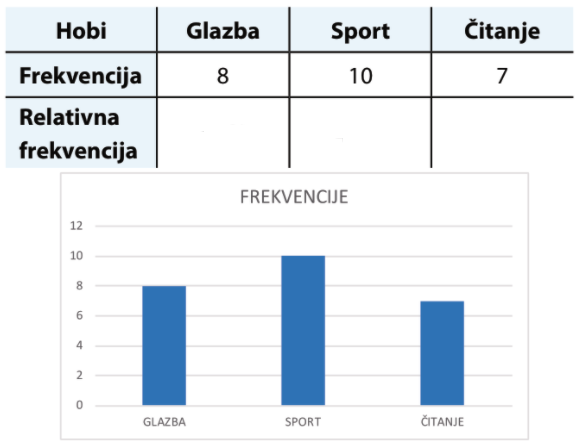 Hobi Glazba Sport Čitanje
Frekvencija 8 10 7
Relativna
frekvencija
FREKVENCIJE
12
10
8
6
4
2
0
GLAZBA SPORT ČITANJE